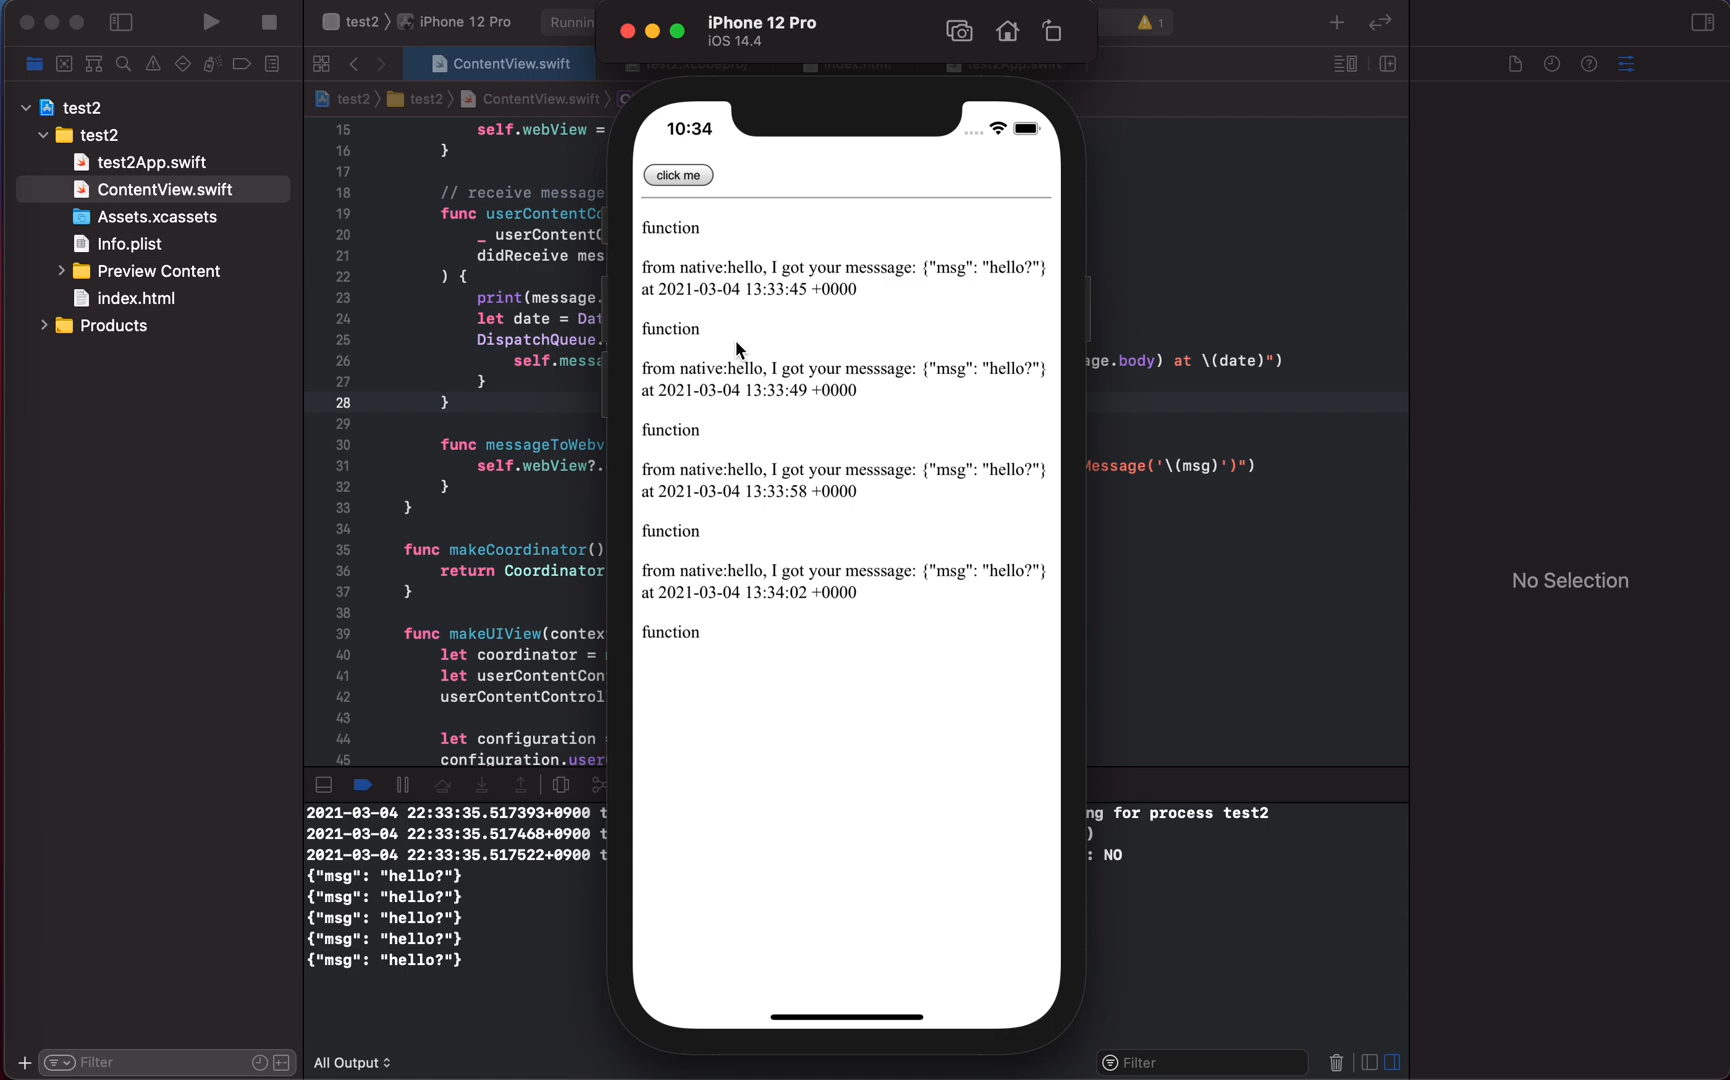 test2
iPhone 12 Pro
Runnin
iPhone 12 Pro
iOS 14.4
1
ContentView.swift
test2.xcodeproj
index.html
test2App.swift
test2
test2
ContentView.swift
test2
test2
test2App.swift
ContentView.swift
Assets.xcassets
Info.plist
Preview Content
index.html
Products
15 self.webView =
16 }
17
18 // receive message
19 func userContentCo
20 _ userContentC
21 didReceive mes
22 ) {
23 print(message.
24 let date = Dat
25 DispatchQueue.
26 self.messa age.body) at \(date)")
27 }
28 }
29
30 func messageToWebv
31 self.webView?. Message('\(msg)')")
32 }
33 }
34
35 func makeCoordinator()
36 return Coordinator
37 }
38
39 func makeUIView(contex
40 let coordinator =
41 let userContentCon
42 userContentControl
43
44 let configuration
45 configuration.user
10:34
click me
function
from native:hello, I got your messsage: {"msg": "hello?"}
at 2021-03-04 13:33:45 +0000
function
from native:hello, I got your messsage: {"msg": "hello?"}
at 2021-03-04 13:33:49 +0000
function
from native:hello, I got your messsage: {"msg": "hello?"}
at 2021-03-04 13:33:58 +0000
function
from native:hello, I got your messsage: {"msg": "hello?"}
at 2021-03-04 13:34:02 +0000
function
No Selection
2021-03-04 22:33:35.517393+0900 t ng for process test2
2021-03-04 22:33:35.517468+0900 t )
2021-03-04 22:33:35.517522+0900 t : NO
{"msg": "hello?"}
{"msg": "hello?"}
{"msg": "hello?"}
{"msg": "hello?"}
{"msg": "hello?"}
Filter
All Output
Filter